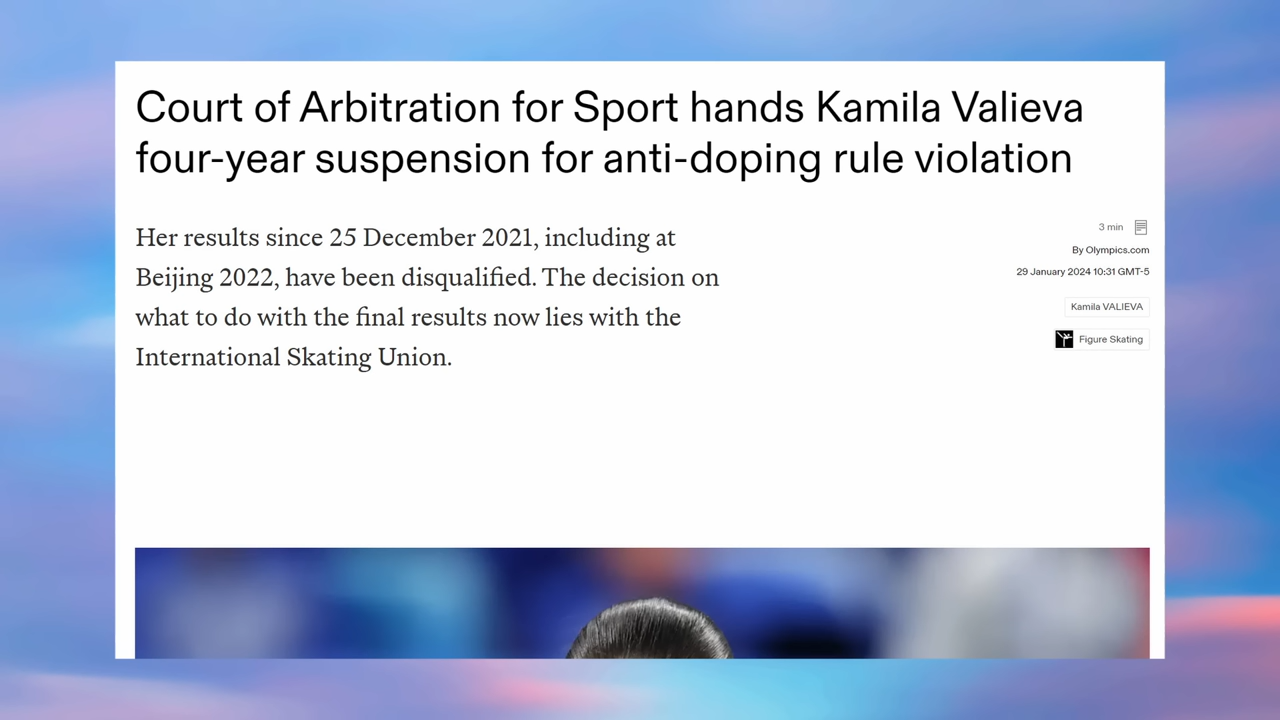 Court of Arbitration for Sport hands Kamila Valieva
four-year suspension for anti-doping rule violation
Her results since 25 December 2021, including at
Beijing 2022, have been disqualified. The decision on
what to do with the final results now lies with the
International Skating Union.
3 min
By Olympics.com
29 January 2024 10:31 GMT-5
Kamila VALIEVA
Figure Skating